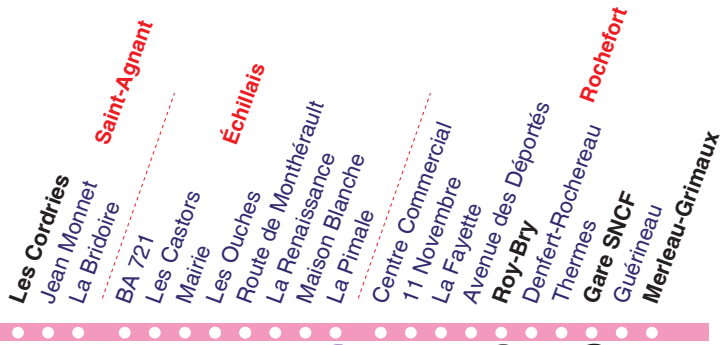 Saint-Agnant
Les Cordries
Jean Monnet
La Bridoire
Échillais
BA 721
Les Castors
Mairie
Les Ouches
Route de Monthérault
La Renaissance
Maison Blanche
La Pimale
Rochefort
Centre Commercial
11 Novembre
La Fayette
Avenue des Déportés
Roy-Bry
Denfert-Rochereau
Thermes
Gare SNCF
Guérineau
Merleau-Grimaux